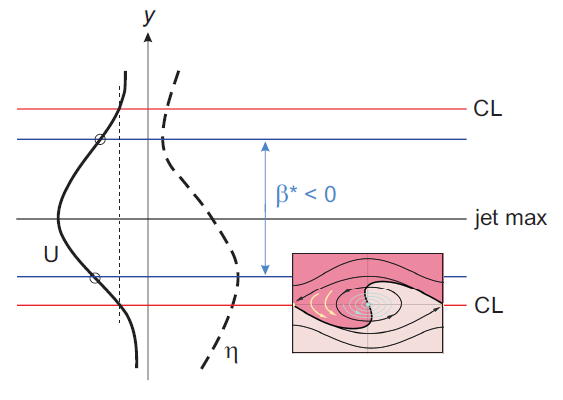 y
CL
β* < 0
jet max
U
CL
η